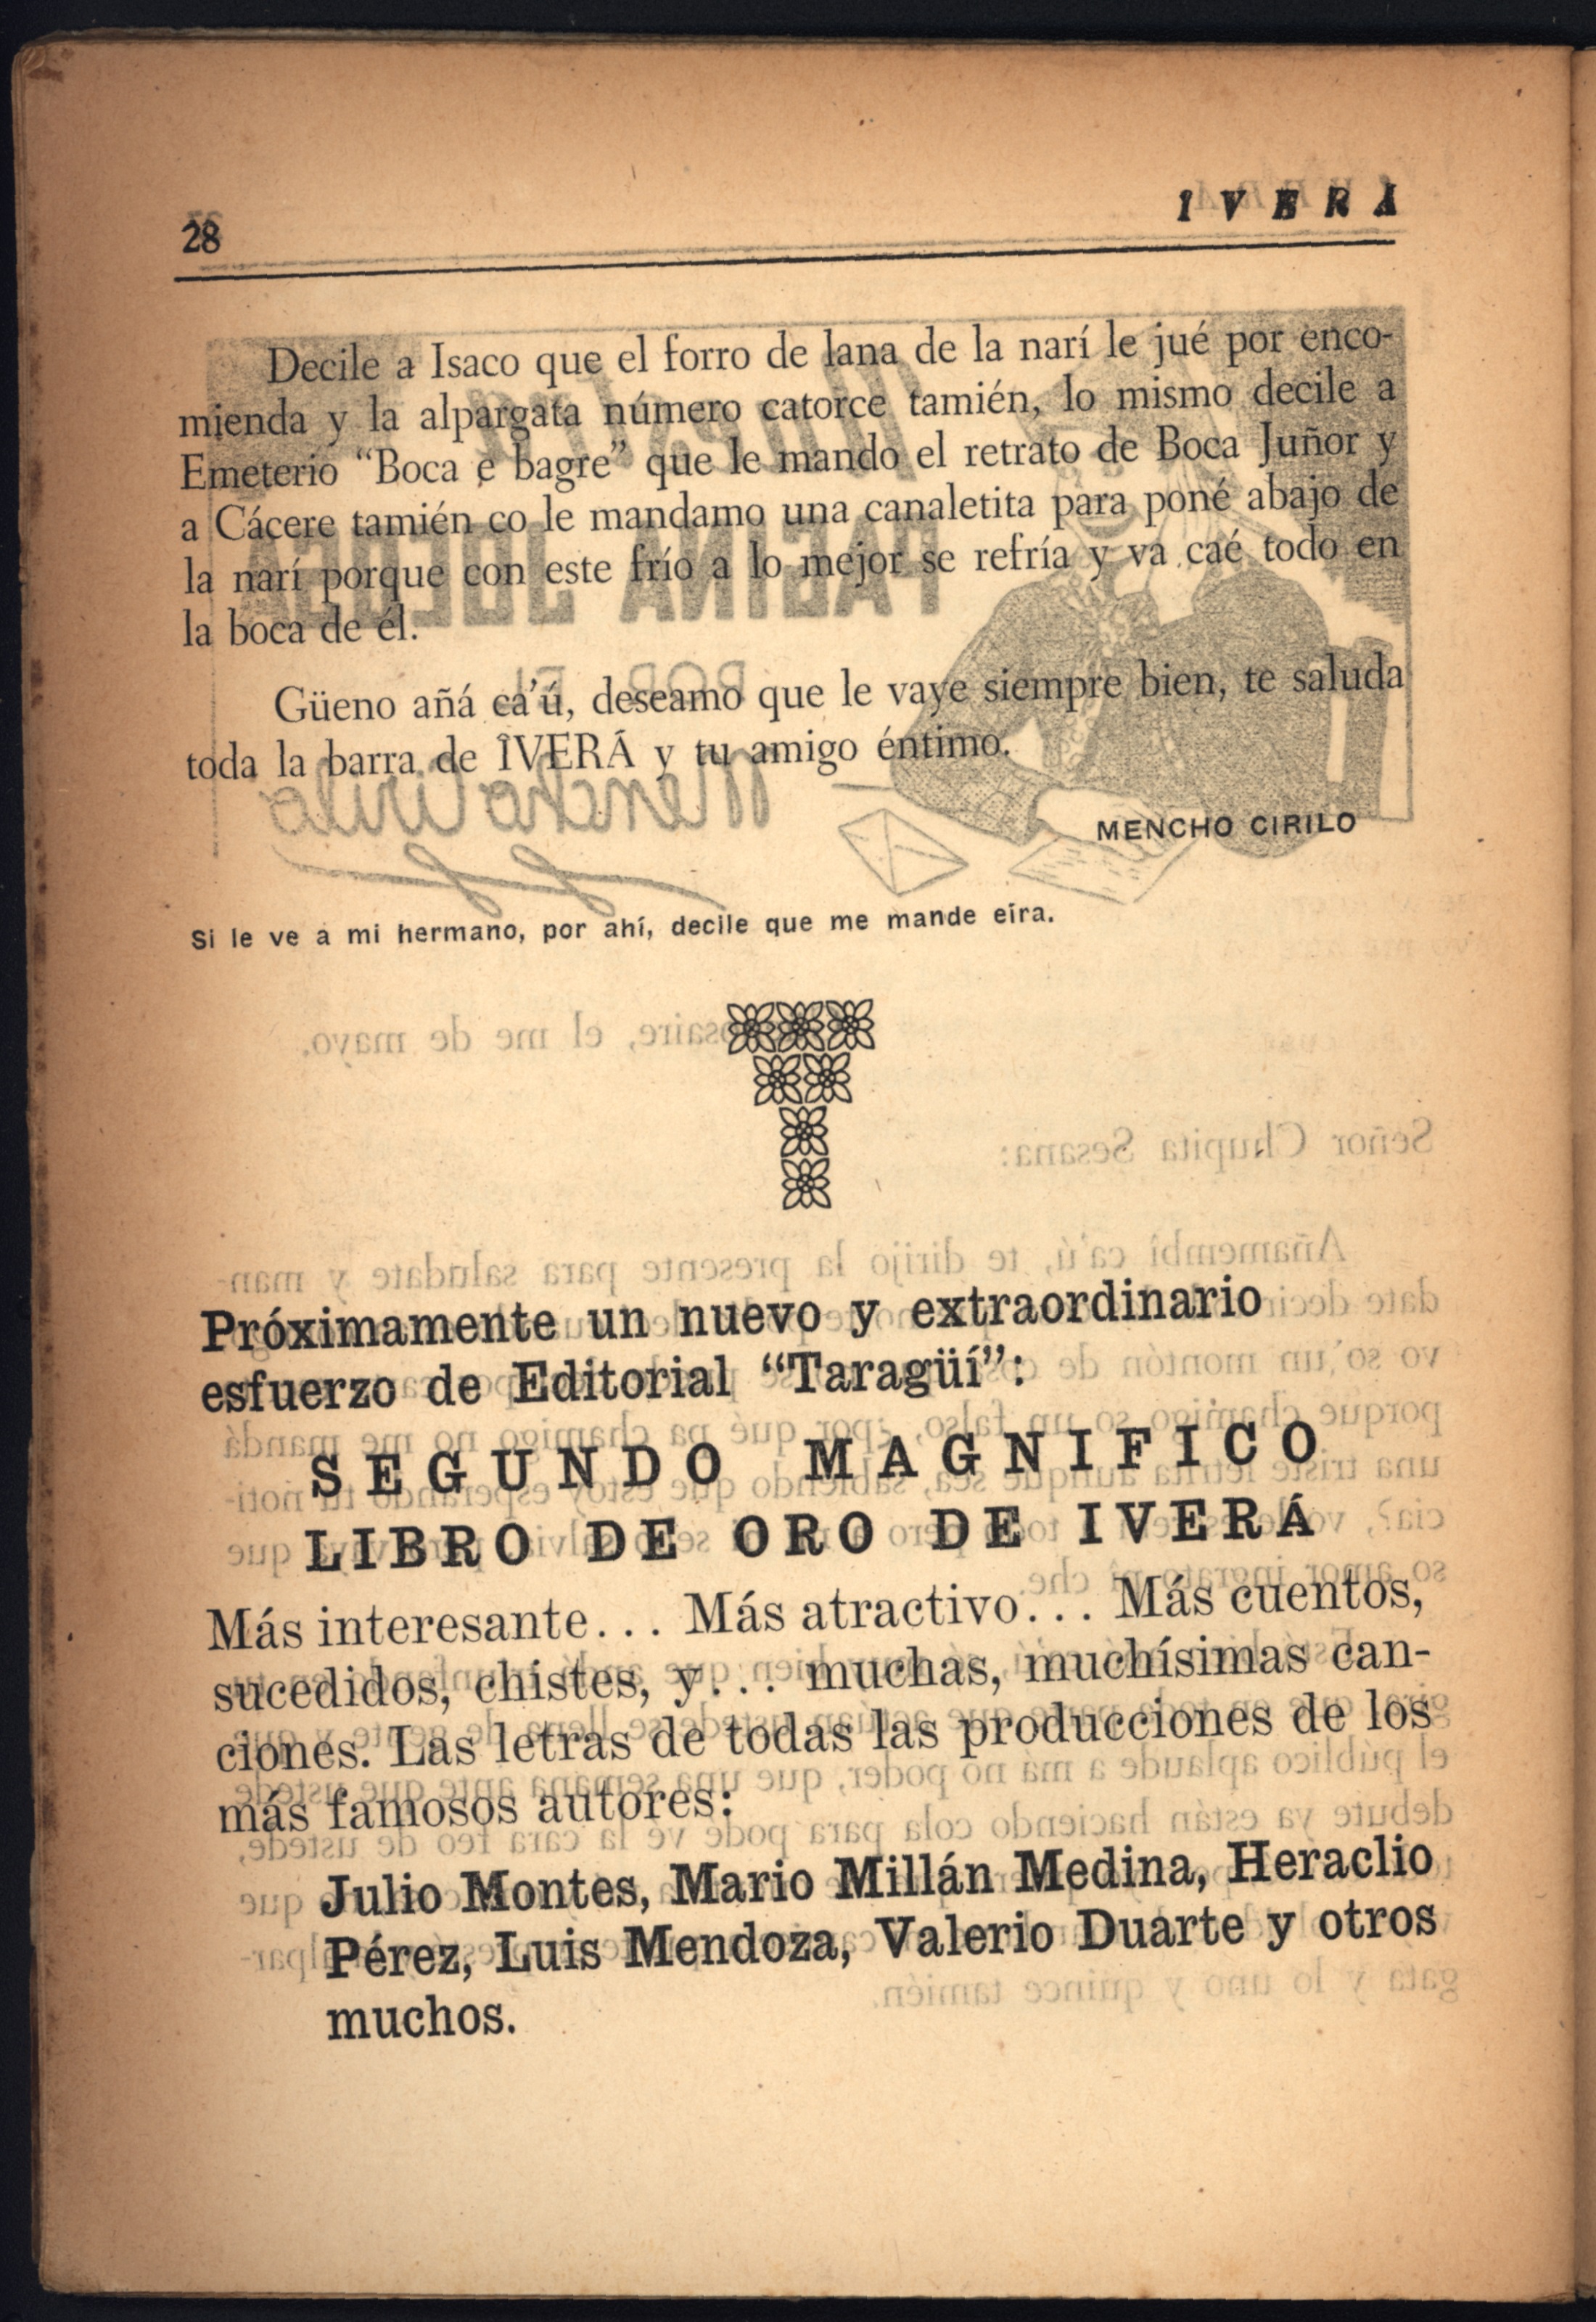 28
IVERA
Decile a Isaco que el forro de lana de la narí le jué por enco-
mienda y la alpargata número catorce tamién, lo mismo decile a
Emeterio “Boca e bagre” que le mando el retrato de Boca Juñor y
a Cácere tamién co le mandamo una canaletita para poné abajo de
la narí porque con este frío a lo mejor se refría y va caé todo en
la boca de él.
Güeno añá ca’ú, deseamo que le vaye siempre bien, te saluda
toda la barra de ÎVERÁ y tu amigo éntimo.
MENCHO CIRILO
Si le ve a mi hermano, por ahí, decile que me mande eira.
Próximamente un nuevo y extraordinario
esfuerzo de Editorial “Taragüí”:
SEGUNDO MAGNIFICO
LIBRO DE ORO DE IVERÁ
Más interesante... Más atractivo... Más cuentos,
sucedidos, chistes, y... muchas, muchísimas can-
ciones. Las letras de todas las producciones de los
más famosos autores:
Julio Montes, Mario Millán Medina, Heraclio
Pérez, Luis Mendoza, Valerio Duarte y otros
muchos.